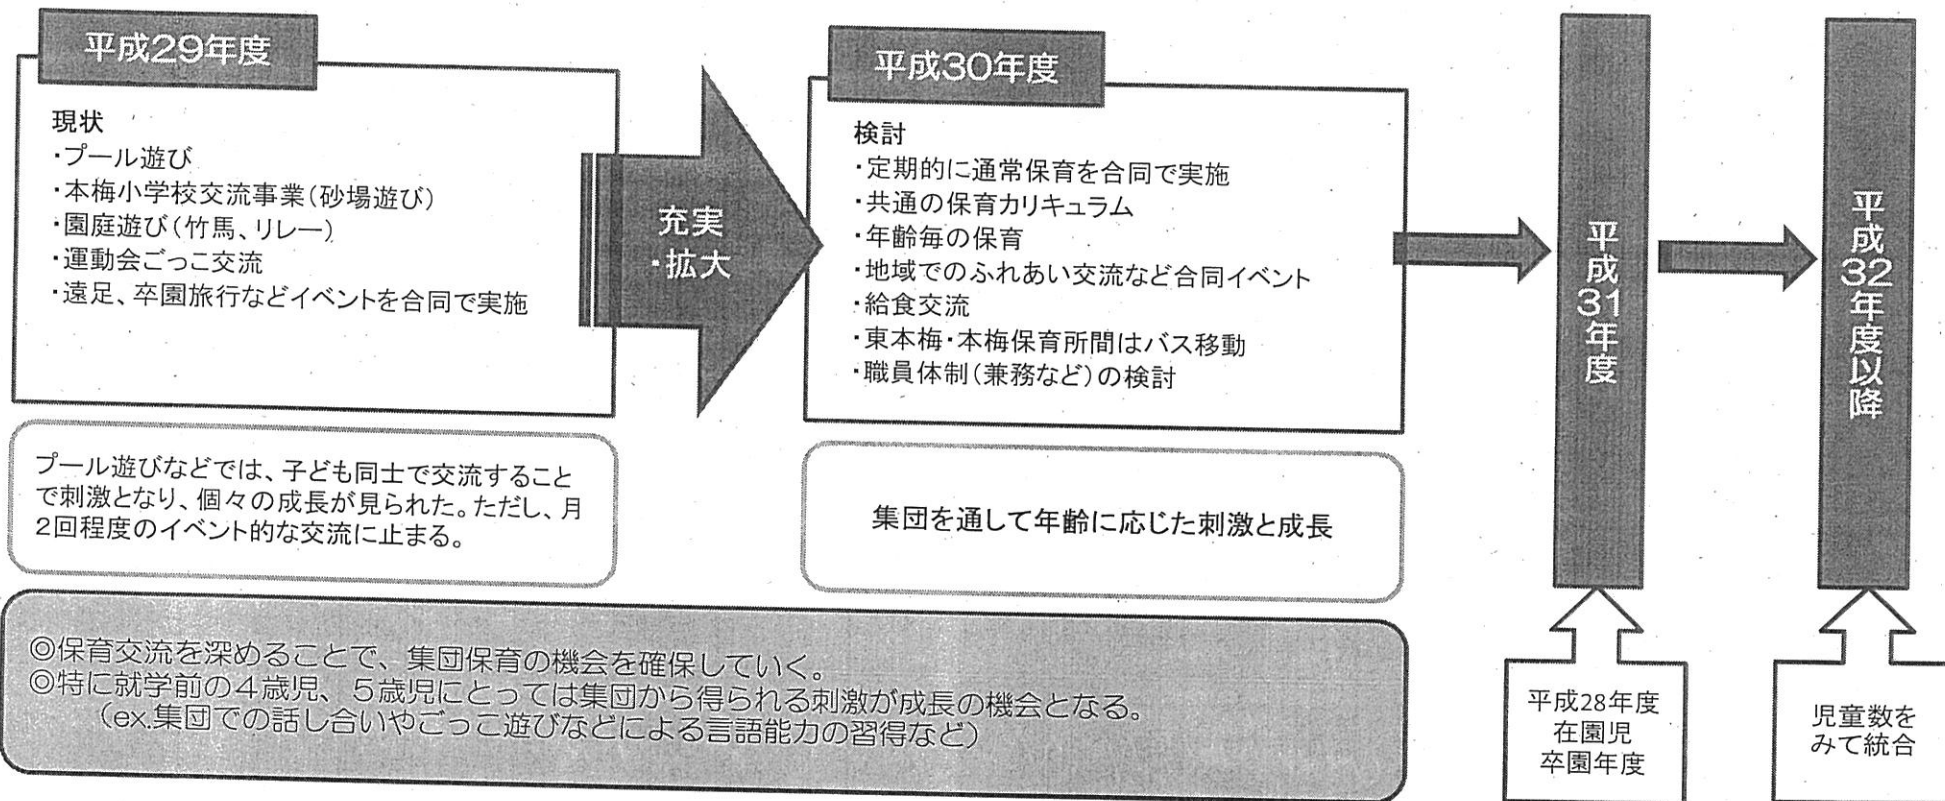 平成29年度
現状
・プール遊び
・本梅小学校交流事業(砂場遊び)
・園庭遊び(竹馬、リレー)
・運動会ごっこ交流
・遠足、卒園旅行などイベントを合同で実施
充実
・拡大
平成30年度
検討
・定期的に通常保育を合同で実施
・共通の保育カリキュラム
・年齢毎の保育
・地域でのふれあい交流など合同イベント
・給食交流
・東本梅・本梅保育所間はバス移動
・職員体制(兼務など)の検討
平成31年度
平成32年度以降
プール遊びなどでは、子ども同士で交流すること
で刺激となり、個々の成長が見られた。ただし、月
2回程度のイベント的な交流に止まる。
集団を通して年齢に応じた刺激と成長
◎保育交流を深めることで、集団保育の機会を確保していく。
◎特に就学前の4歳児、5歳児にとっては集団から得られる刺激が成長の機会となる。
(ex.集団での話し合いやごっこ遊びなどによる言語能力の習得など)
平成28年度
在園児
卒園年度
児童数を
みて統合